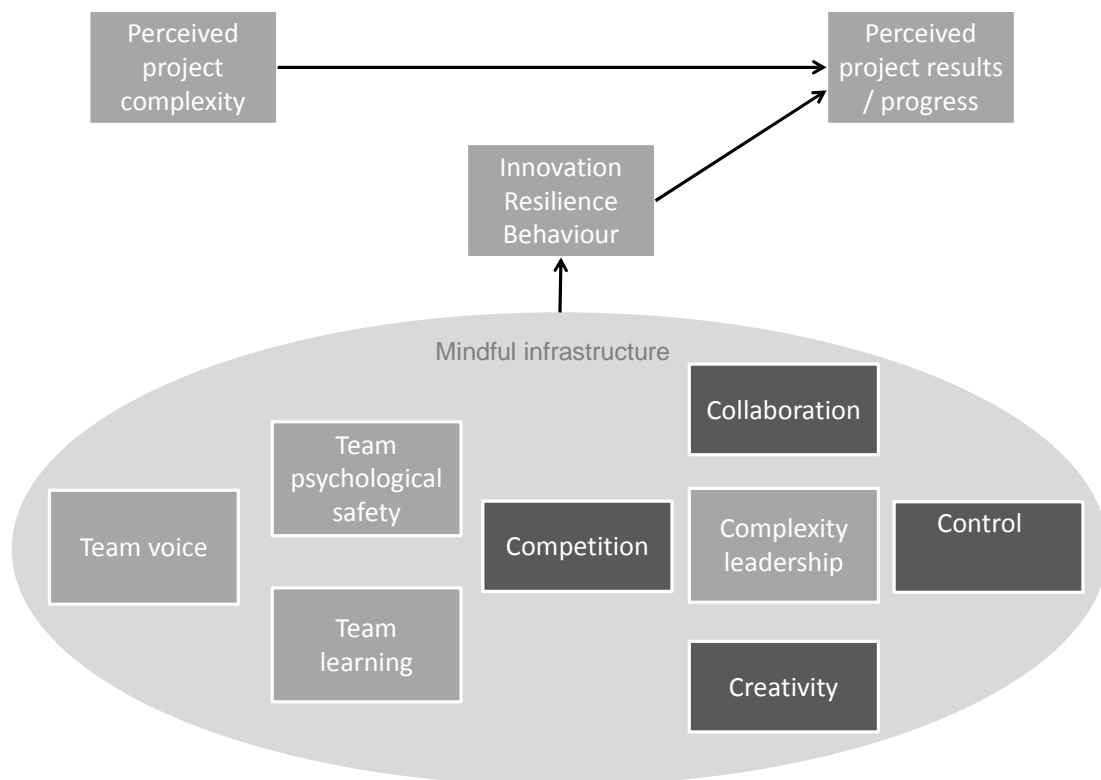 Perceived
project
complexity
Perceived
project results
/ progress
Innovation
Resilience
Behaviour
Mindful infrastructure
Collaboration
Team
psychological
safety
Team voice
Competition
Complexity
leadership
Control
Team
learning
Creativity